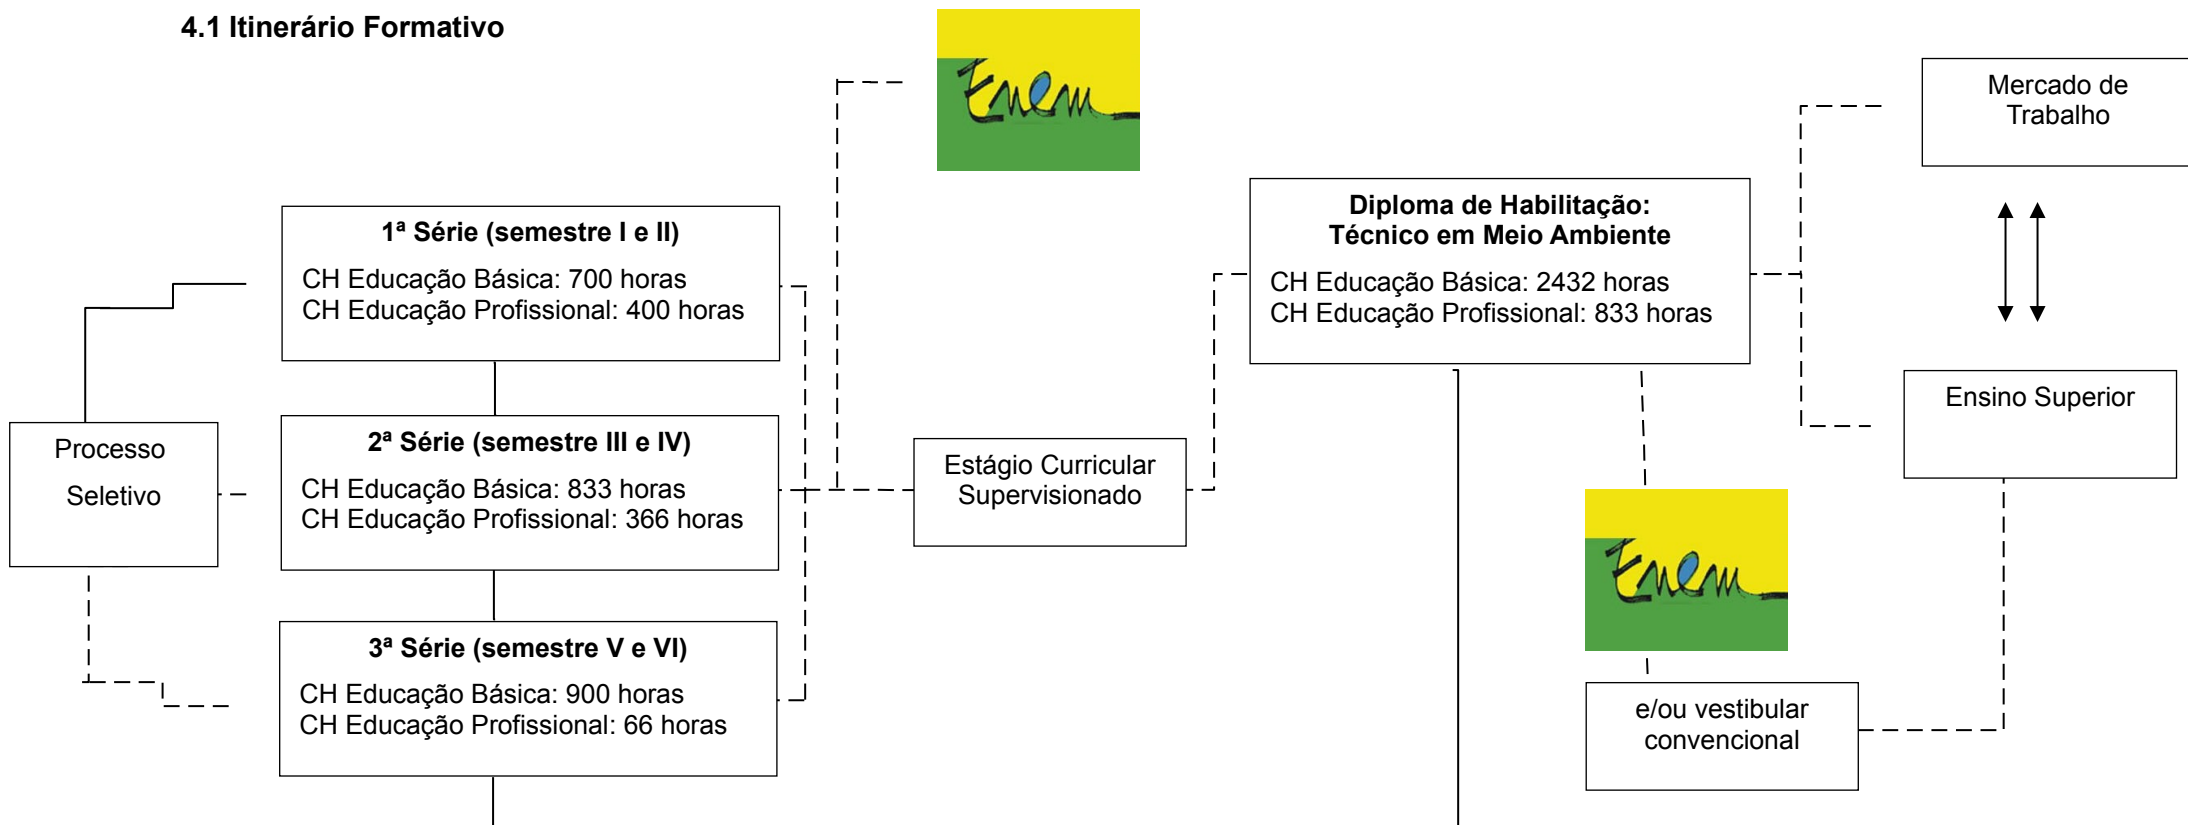 4.1 Itinerário Formativo
Enem
Mercado de
Trabalho
1ª Série (semestre I e II)
CH Educação Básica: 700 horas
CH Educação Profissional: 400 horas
Diploma de Habilitação:
Técnico em Meio Ambiente
CH Educação Básica: 2432 horas
CH Educação Profissional: 833 horas
Processo
Seletivo
2ª Série (semestre III e IV)
CH Educação Básica: 833 horas
CH Educação Profissional: 366 horas
Estágio Curricular
Supervisionado
Ensino Superior
Enem
3ª Série (semestre V e VI)
CH Educação Básica: 900 horas
CH Educação Profissional: 66 horas
e/ou vestibular
convencional